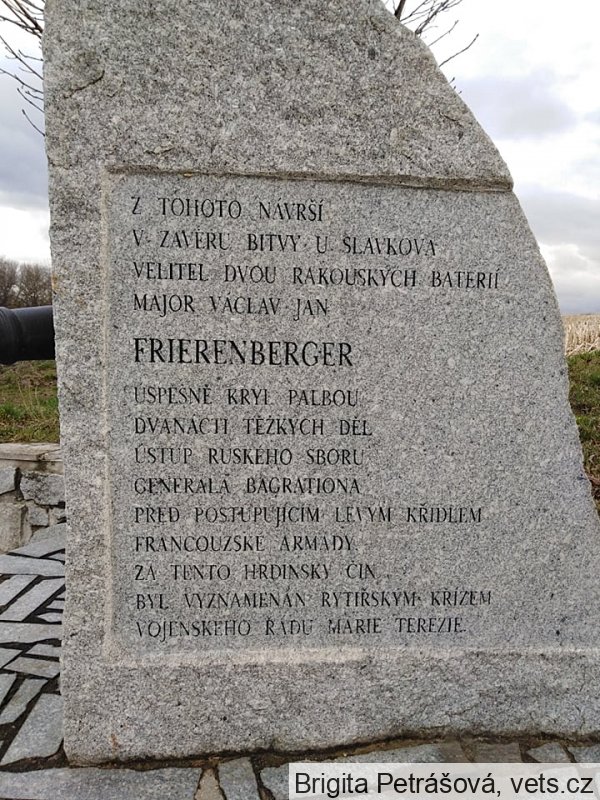 Z TOHOTO NÁVRŠÍ
V ZÁVĚRU BITVY U SLAVKOVA
VELITEL DVOU RAKOUSKÝCH BATERIÍ
MAJOR VÁCLAV JAN
FRIERENBERGER
ÚSPĚŠNĚ KRYL PALBOU
DVANÁCTI TĚŽKÝCH DĚL
ÚSTUP RUSKÉHO SBORU
GENERÁLA BAGRATIONA
PŘED POSTUPUJÍCÍM LEVÝM KŘÍDLEM
FRANCOUZSKÉ ARMÁDY.
ZA TENTO HRDINSKÝ ČIN
BYL VYZNAMENÁN RYTÍŘSKÝM KŘÍŽEM
VOJENSKÉHO ŘÁDU MARIE TEREZIE.
Brigita Petrášová, vets.cz